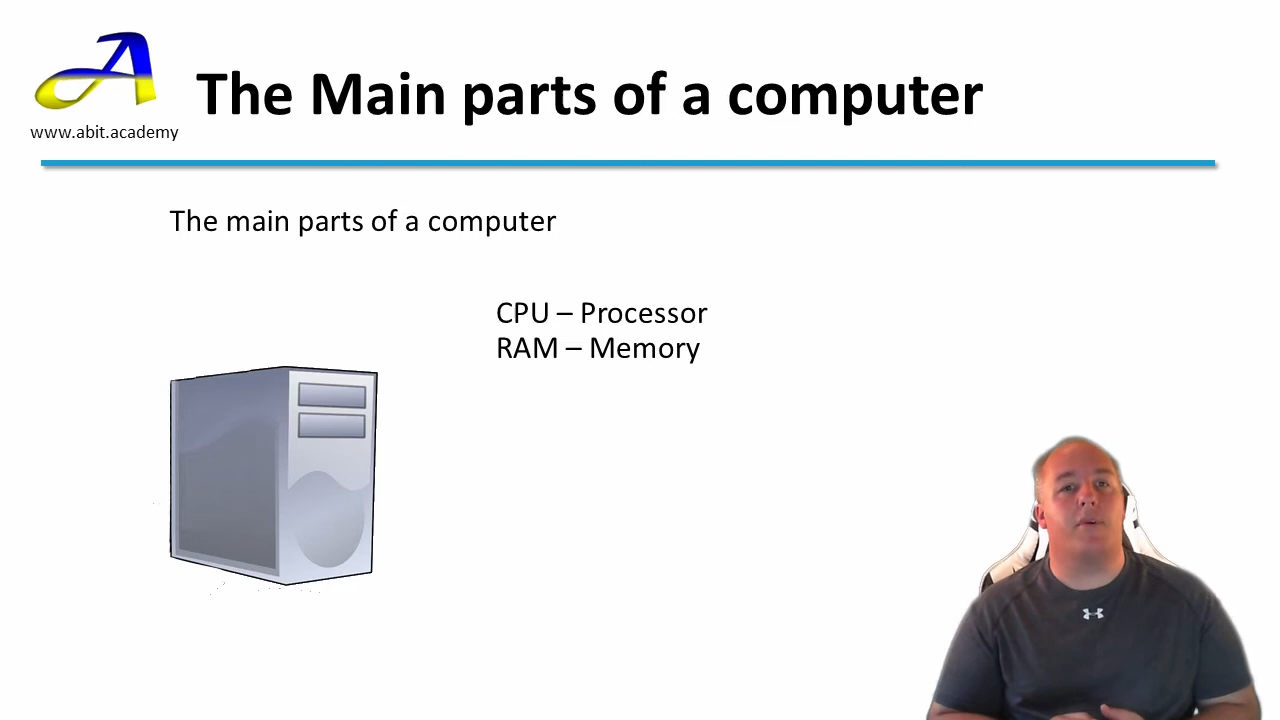 The Main parts of a computer
www.abit.academy
The main parts of a computer
CPU – Processor
RAM – Memory